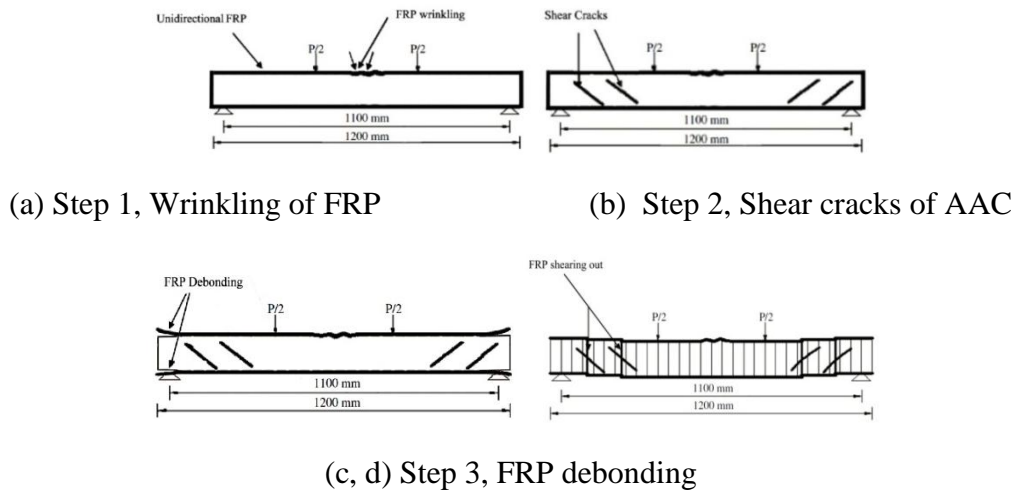 Unidirectional FRP
FRP wrinkling
P/2
P/2
1100 mm
1200 mm
Shear Cracks
P/2
P/2
1100 mm
1200 mm
(a) Step 1, Wrinkling of FRP
(b) Step 2, Shear cracks of AAC
FRP Debonding
P/2
P/2
1100 mm
1200 mm
FRP shearing out
P/2
P/2
1100 mm
1200 mm
(c, d) Step 3, FRP debonding